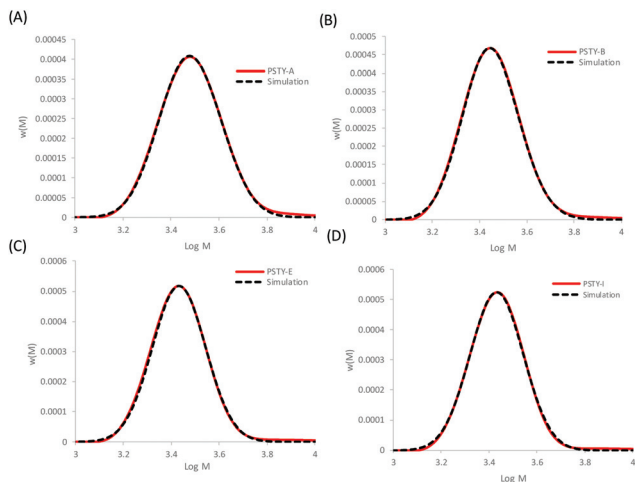 (A)
PSTY-A
Simulation
w(M)
0.00045
0.0004
0.00035
0.0003
0.00025
0.0002
0.00015
0.0001
0.00005
0
3 3.2 3.4 3.6 3.8 4
Log M
(B)
PSTY-B
Simulation
w(M)
0.0005
0.00045
0.0004
0.00035
0.0003
0.00025
0.0002
0.00015
0.0001
0.00005
0
3 3.2 3.4 3.6 3.8 4
Log M
(C)
PSTY-E
Simulation
w(M)
0.0006
0.0005
0.0004
0.0003
0.0002
0.0001
0
3 3.2 3.4 3.6 3.8 4
Log M
(D)
PSTY-I
Simulation
w(M)
0.0006
0.0005
0.0004
0.0003
0.0002
0.0001
0
3 3.2 3.4 3.6 3.8 4
Log M